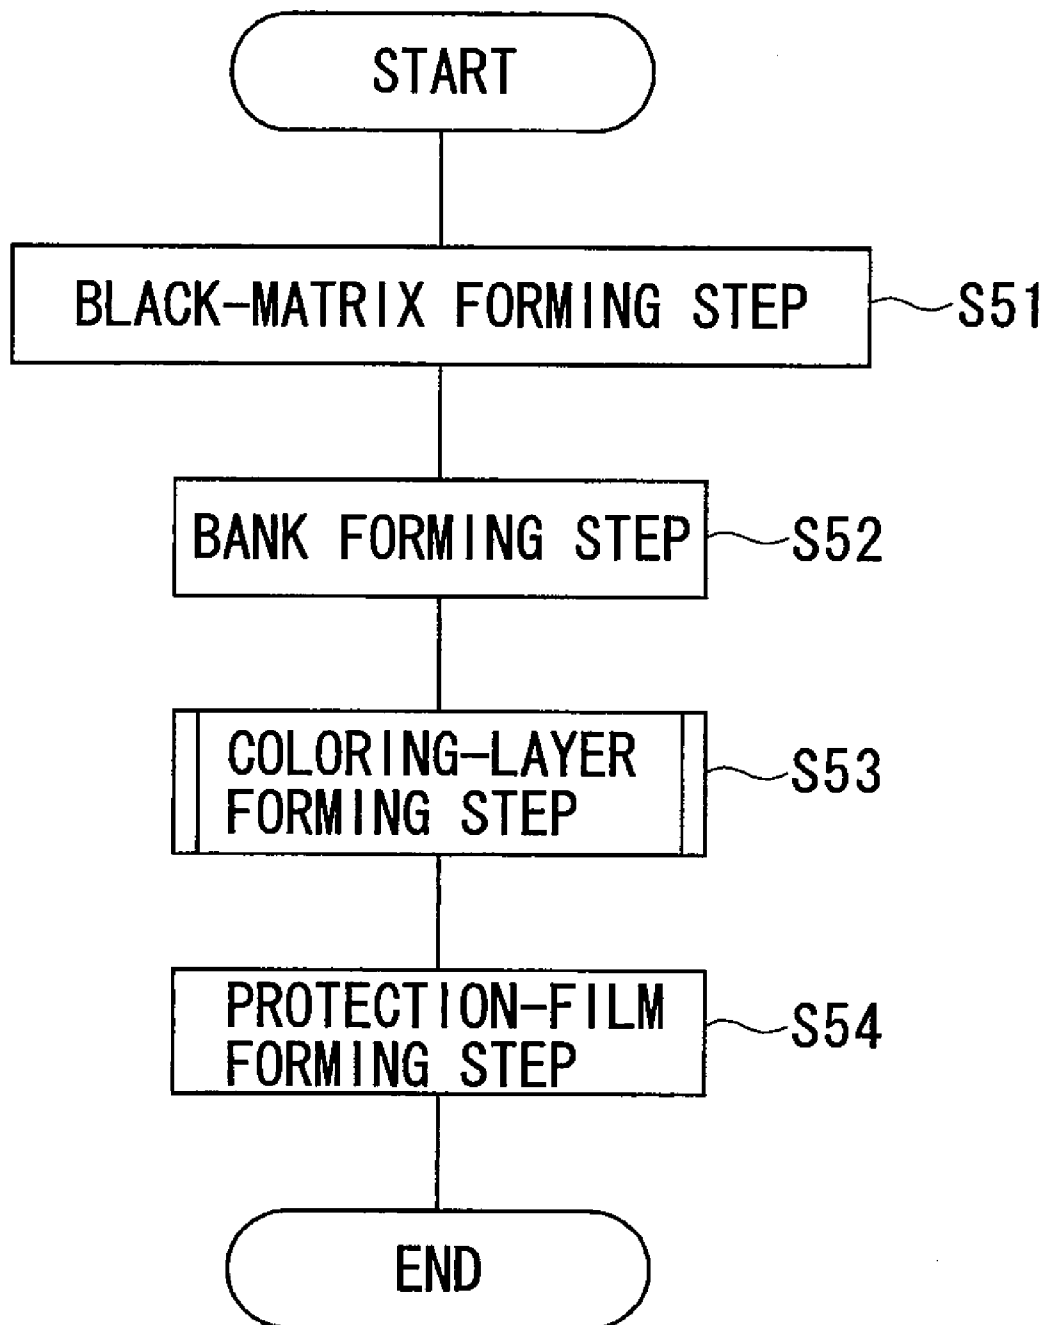 START
BLACK-MATRIX FORMING STEP
S51
BANK FORMING STEP
S52
COLORING-LAYER
FORMING STEP
S53
PROTECTION-FILM
FORMING STEP
S54
END